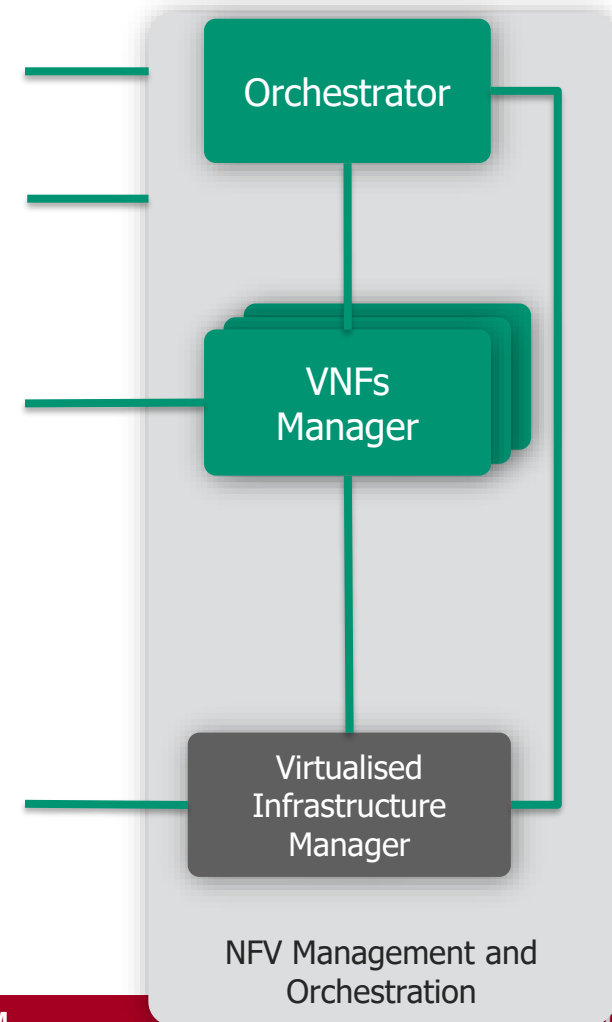 Orchestrator
VNFs
Manager
Virtualised
Infrastructure
Manager
NFV Management and
Orchestration